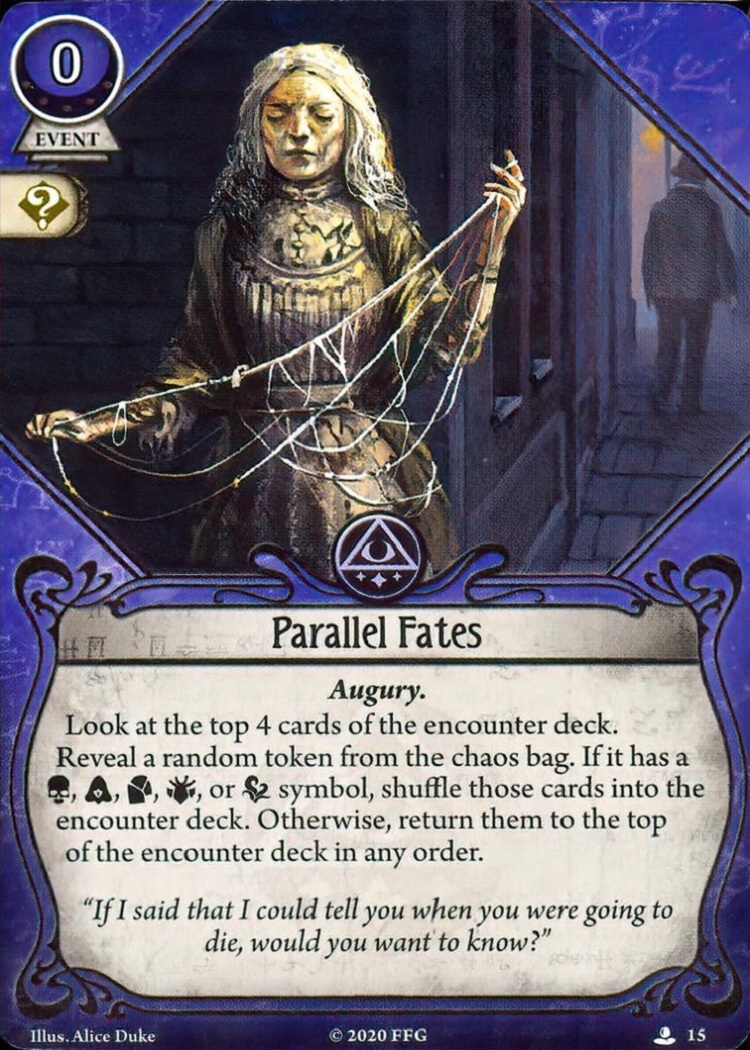 0
EVENT
?
Parallel Fates
Augury.
Look at the top 4 cards of the encounter deck.
Reveal a random token from the chaos bag. If it has a
, , , , or symbol, shuffle those cards into the
encounter deck. Otherwise, return them to the top
of the encounter deck in any order.
“If I said that I could tell you when you were going to
die, would you want to know?”
Illus. Alice Duke
© 2020 FFG
15